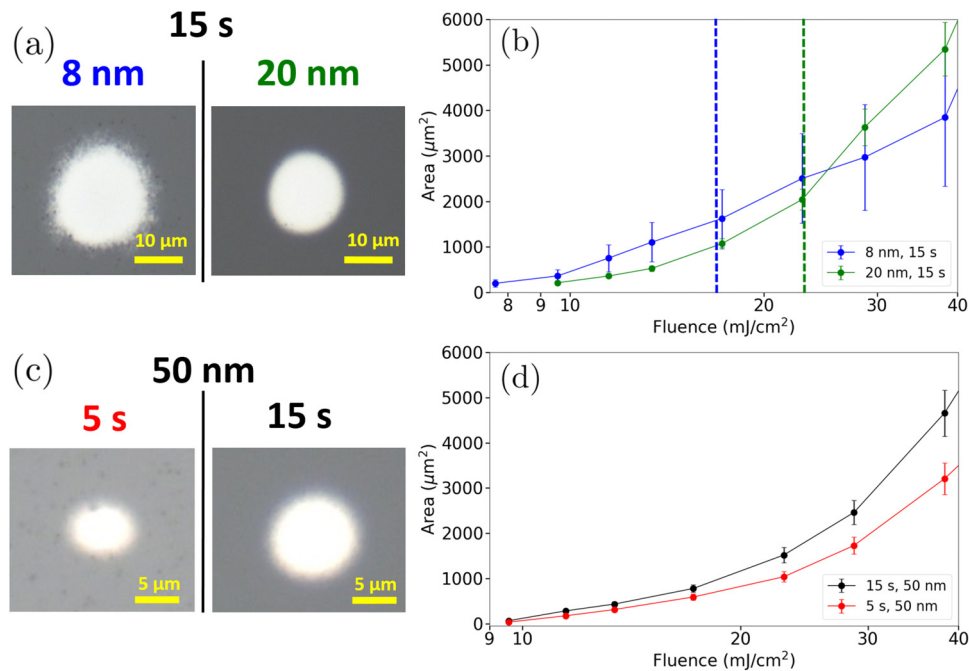 (a)
15 s
8 nm
20 nm
10 µm
10 µm
(b)
6000
5000
4000
3000
2000
1000
0
Area (µm²)
8 nm, 15 s
20 nm, 15 s
8
9
10
20
30
40
Fluence (mJ/cm²)
(c)
50 nm
5 s
15 s
5 µm
5 µm
(d)
6000
5000
4000
3000
2000
1000
0
Area (µm²)
15 s, 50 nm
5 s, 50 nm
9
10
20
30
40
Fluence (mJ/cm²)